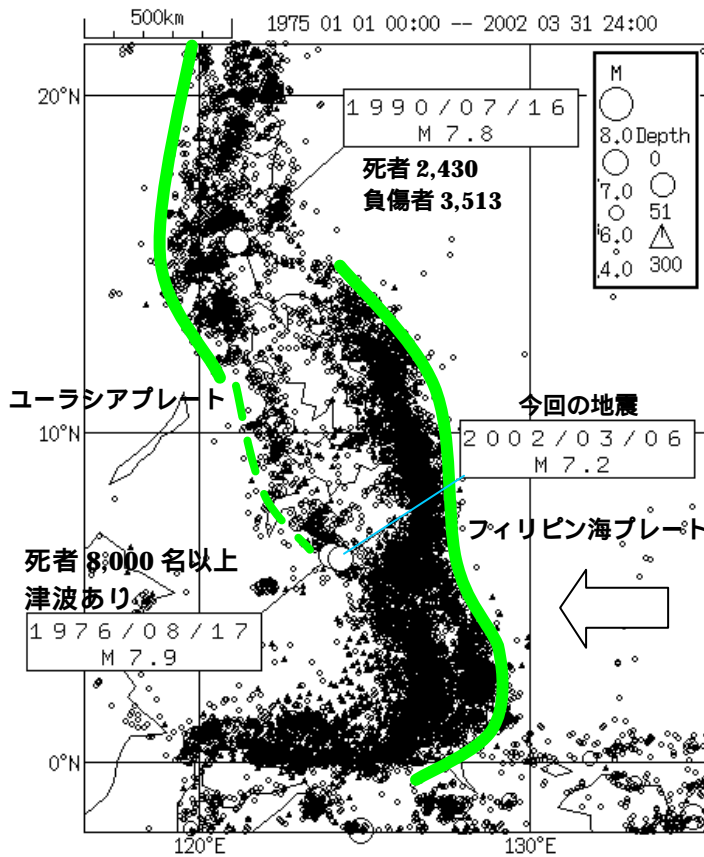 500km
1975 01 01 00:00 -- 2002 03 31 24:00
20°N
1990/07/16
M 7.8
死者 2,430
負傷者 3,513
M
8.0 Depth
0
7.0
51
6.0
4.0
300
ユーラシアプレート
今回の地震
10°N
2002/03/06
M 7.2
フィリピン海プレート
死者 8,000 名以上
津波あり
1976/08/17
M 7.9
0°N
120°E
130°E